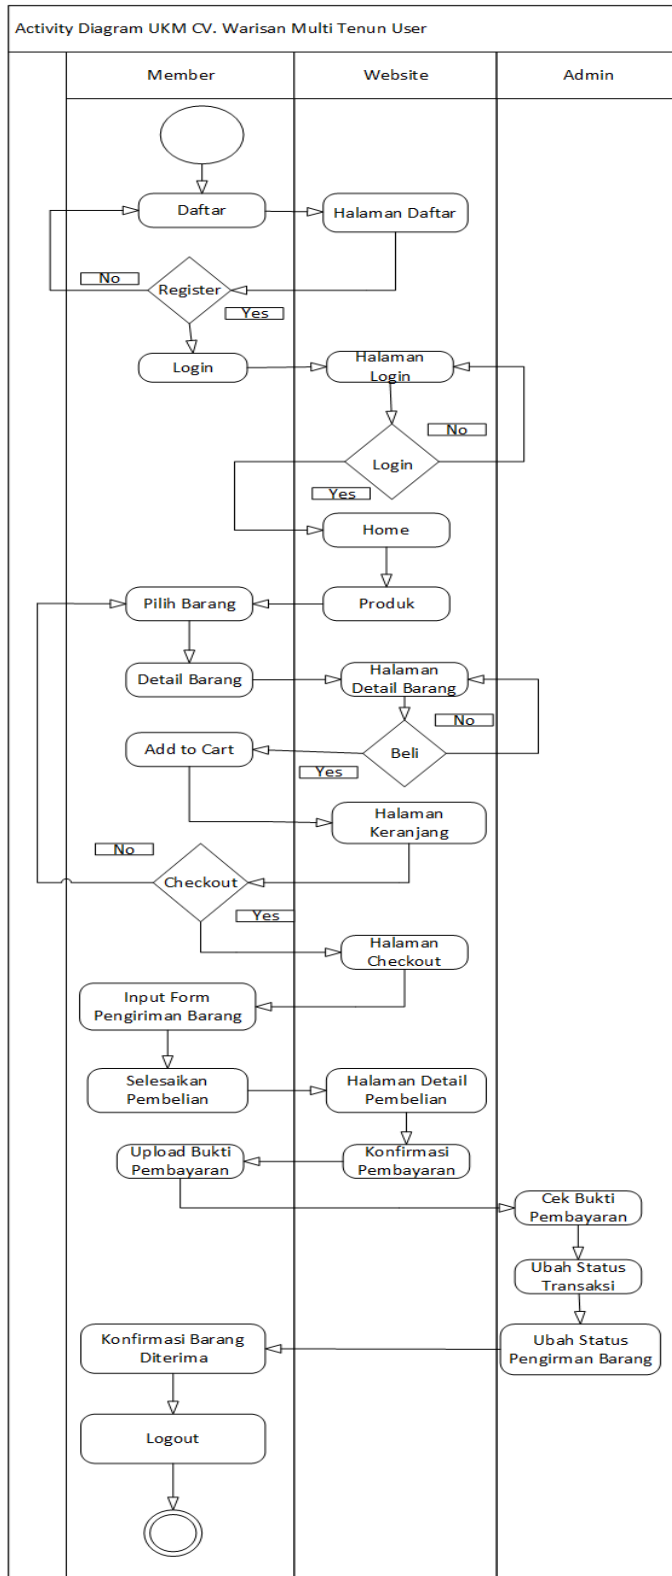 Activity Diagram UKM CV. Warisan Multi Tenun User
Member
Website
Admin
Daftar
Halaman Daftar
No
Register
Yes
Login
Halaman
Login
No
Login
Yes
Home
Pilih Barang
Produk
Detail Barang
Halaman
Detail Barang
No
Add to Cart
Beli
Yes
Halaman
Keranjang
No
Checkout
Yes
Halaman
Checkout
Input Form
Pengiriman Barang
Selesaikan
Pembelian
Halaman Detail
Pembelian
Upload Bukti
Pembayaran
Konfirmasi
Pembayaran
Cek Bukti
Pembayaran
Ubah Status
Transaksi
Konfirmasi Barang
Diterima
Ubah Status
Pengirman Barang
Logout